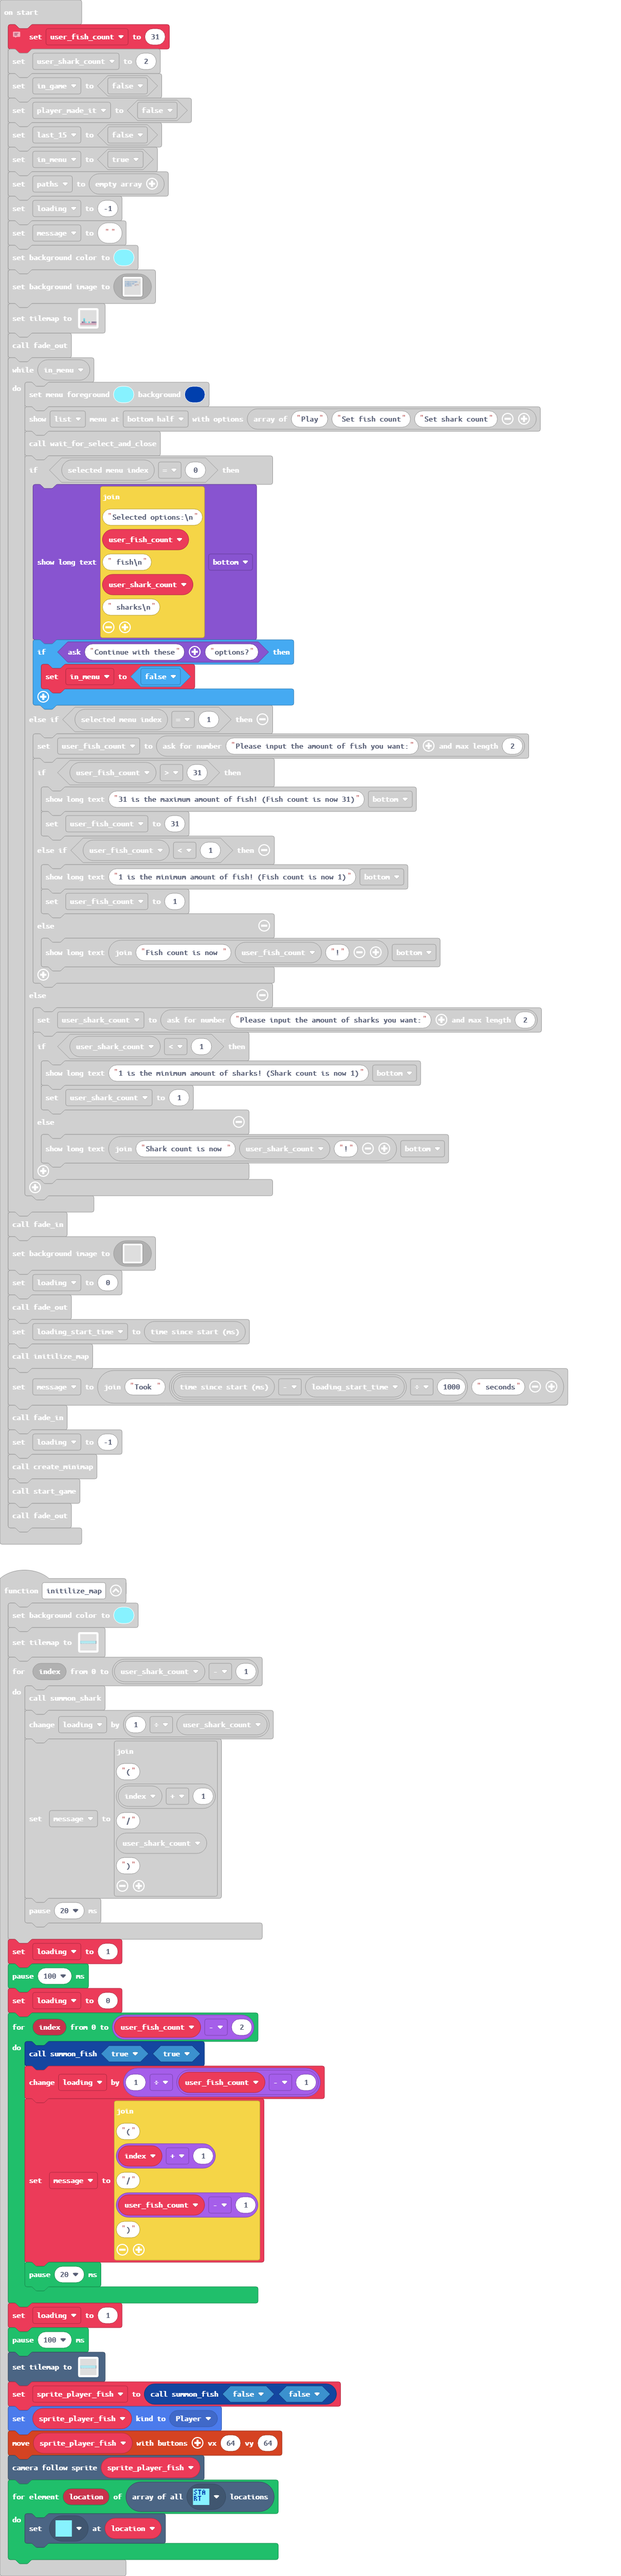 on start
set user_fish_count to 31
set user_shark_count to 2
set in_game to false
set player_made_it to false
set last_15 to false
set in_menu to true
set paths to empty array
set loading to -1
set message to " "
set background color to
set background image to
set tilemap to
call fade_out
while in_menu
do
set menu foreground background
show list menu at bottom half with options array of "Play" "Set fish count" "Set shark count"
call wait_for_select_and_close
if selected menu index = 0 then
show long text join "Selected options:\n" user_fish_count " fish\n" user_shark_count " sharks\n" bottom
if ask "Continue with these" "options?" then
set in_menu to false
else if selected menu index = 1 then
set user_fish_count to ask for number "Please input the amount of fish you want:" and max length 2
if user_fish_count > 31 then
show long text "31 is the maximum amount of fish! (Fish count is now 31)" bottom
set user_fish_count to 31
else if user_fish_count < 1 then
show long text "1 is the minimum amount of fish! (Fish count is now 1)" bottom
set user_fish_count to 1
else
show long text join "Fish count is now " user_fish_count "!" bottom
else
set user_shark_count to ask for number "Please input the amount of sharks you want:" and max length 2
if user_shark_count < 1 then
show long text "1 is the minimum amount of sharks! (Shark count is now 1)" bottom
set user_shark_count to 1
else
show long text join "Shark count is now " user_shark_count "!" bottom
call fade_in
set background image to
set loading to 0
call fade_out
set loading_start_time to time since start (ms)
call initilize_map
set message to join "Took " time since start (ms) - loading_start_time ÷ 1000 " seconds"
call fade_in
set loading to -1
call create_minimap
call start_game
call fade_out
function initilize_map
set background color to
set tilemap to
for index from 0 to user_shark_count - 1
do
call summon_shark
change loading by 1 ÷ user_shark_count
set message to join "(" index + 1 "/" user_shark_count ")"
pause 20 ms
set loading to 1
pause 100 ms
set loading to 0
for index from 0 to user_fish_count - 2
do
call summon_fish true true
change loading by 1 ÷ user_fish_count - 1
set message to join "(" index + 1 "/" user_fish_count - 1 ")"
pause 20 ms
set loading to 1
pause 100 ms
set tilemap to
set sprite_player_fish to call summon_fish false false
set sprite_player_fish kind to Player
move sprite_player_fish with buttons vx 64 vy 64
camera follow sprite sprite_player_fish
for element location of array of all START locations
do
set at location